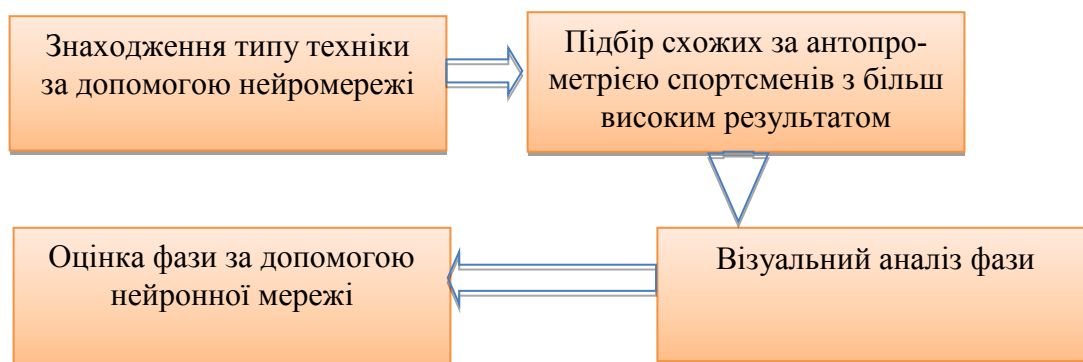 Знаходження типу техніки
за допомогою нейромережі
Підбір схожих за антопро-
метрією спортсменів з більш
високим результатом
Візуальний аналіз фази
Оцінка фази за допомогою
нейронної мережі